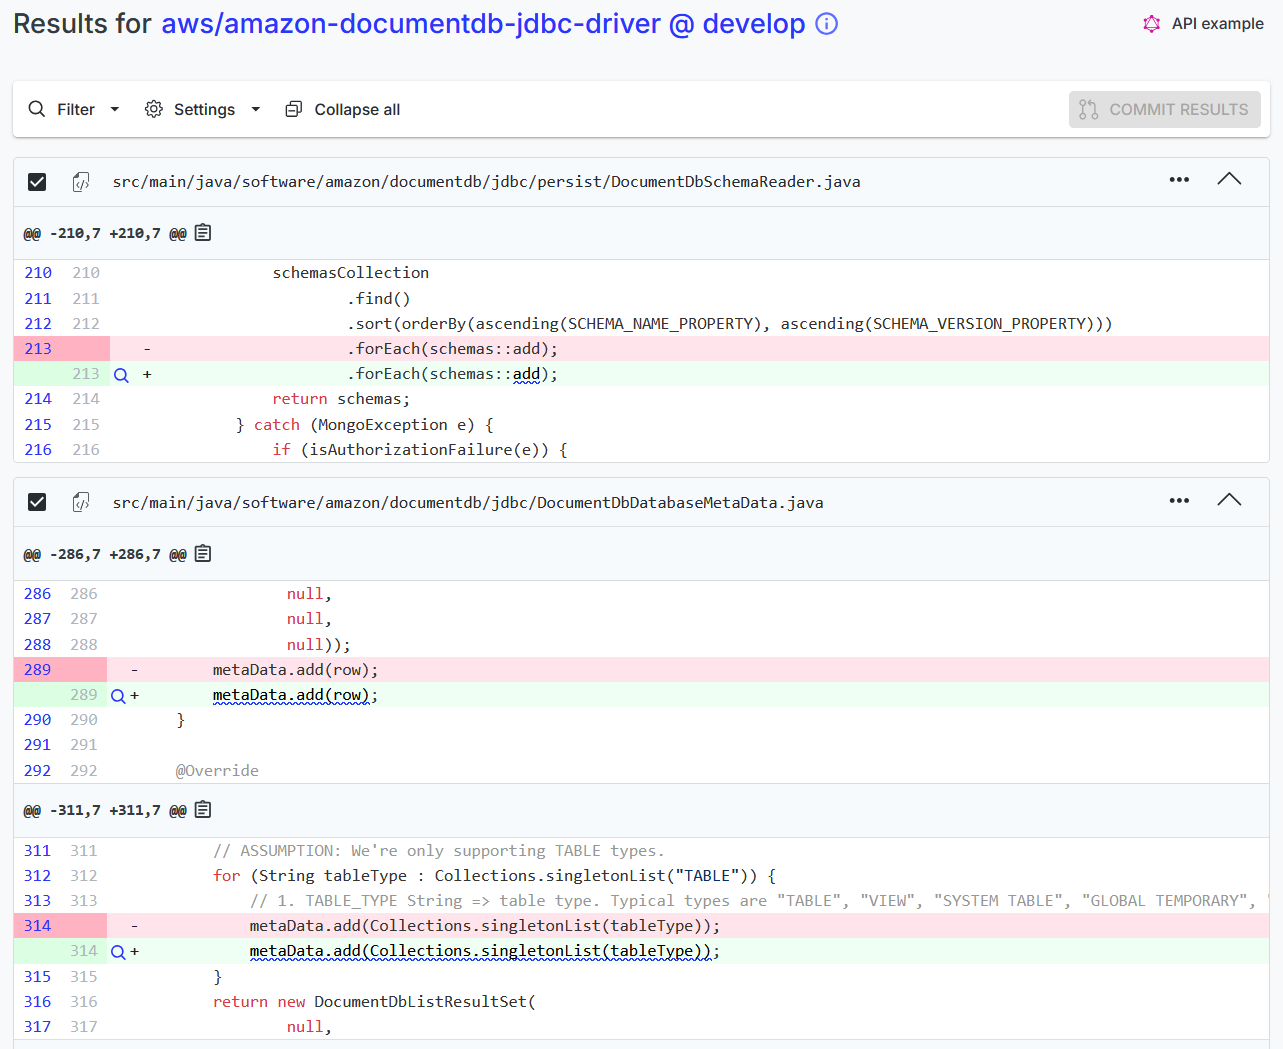 Results for aws/amazon-documentdb-jdbc-driver @ develop
API example
Filter Settings Collapse all COMMIT RESULTS
src/main/java/software/amazon/documentdb/jdbc/persist/DocumentDbSchemaReader.java
@@ -210,7 +210,7 @@
210 210 schemasCollection
211 211 .find()
212 212 .sort(orderBy(ascending(SCHEMA_NAME_PROPERTY), ascending(SCHEMA_VERSION_PROPERTY)))
213 - .forEach(schemas::add);
213 + .forEach(schemas::add);
214 214 return schemas;
215 215 } catch (MongoException e) {
216 216 if (isAuthorizationFailure(e)) {
src/main/java/software/amazon/documentdb/jdbc/DocumentDbDatabaseMetaData.java
@@ -286,7 +286,7 @@
286 286 null,
287 287 null,
288 288 null));
289 - metaData.add(row);
289 + metaData.add(row);
290 290 }
291 291
292 292 @Override
@@ -311,7 +311,7 @@
311 311 // ASSUMPTION: We're only supporting TABLE types.
312 312 for (String tableType : Collections.singletonList("TABLE")) {
313 313 // 1. TABLE_TYPE String => table type. Typical types are "TABLE", "VIEW", "SYSTEM TABLE", "GLOBAL TEMPORARY",
314 - metaData.add(Collections.singletonList(tableType));
314 + metaData.add(Collections.singletonList(tableType));
315 315 }
316 316 return new DocumentDbListResultSet(
317 317 null,